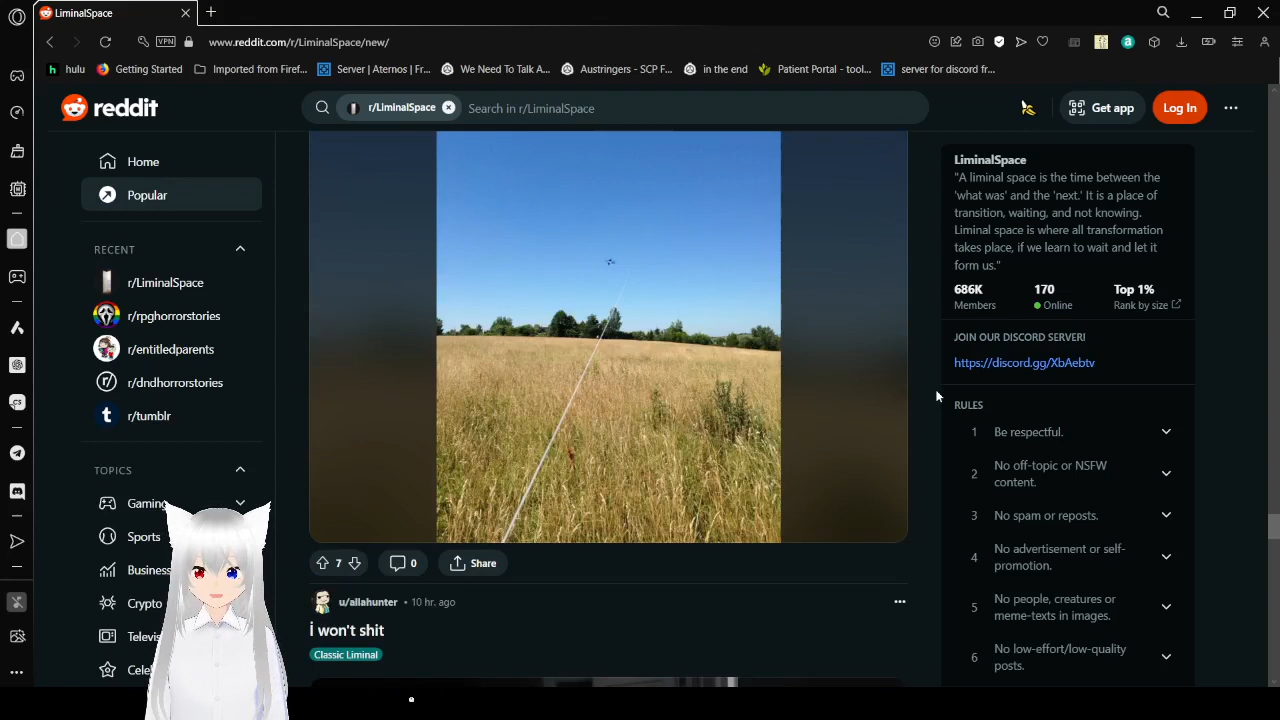 LiminalSpace
www.reddit.com/r/LiminalSpace/new/
VPN
hulu
Getting Started
Imported from Firef...
Server | Aternos | Fr...
We Need To Talk A...
Austringers - SCP F...
in the end
Patient Portal - tool...
server for discord fr...
reddit
r/LiminalSpace
Search in r/LiminalSpace
Get app
Log In
Home
Popular
RECENT
r/LiminalSpace
r/rpghorrorstories
r/entitledparents
r/dndhorrorstories
r/tumblr
TOPICS
Gaming
Sports
Business
Crypto
7
0
Share
u/allahunter • 10 hr. ago
i won't shit
Classic Liminal
LiminalSpace
"A liminal space is the time between the
'what was' and the 'next.' It is a place of
transition, waiting, and not knowing.
Liminal space is where all transformation
takes place, if we learn to wait and let it
form us."
686K
Members
170
Online
Top 1%
Rank by size
JOIN OUR DISCORD SERVER!
https://discord.gg/XbAebtv
RULES
1 Be respectful.
2 No off-topic or NSFW
content.
3 No spam or reposts.
4 No advertisement or self-
promotion.
5 No people, creatures or
meme-texts in images.
6 No low-effort/low-quality
posts.